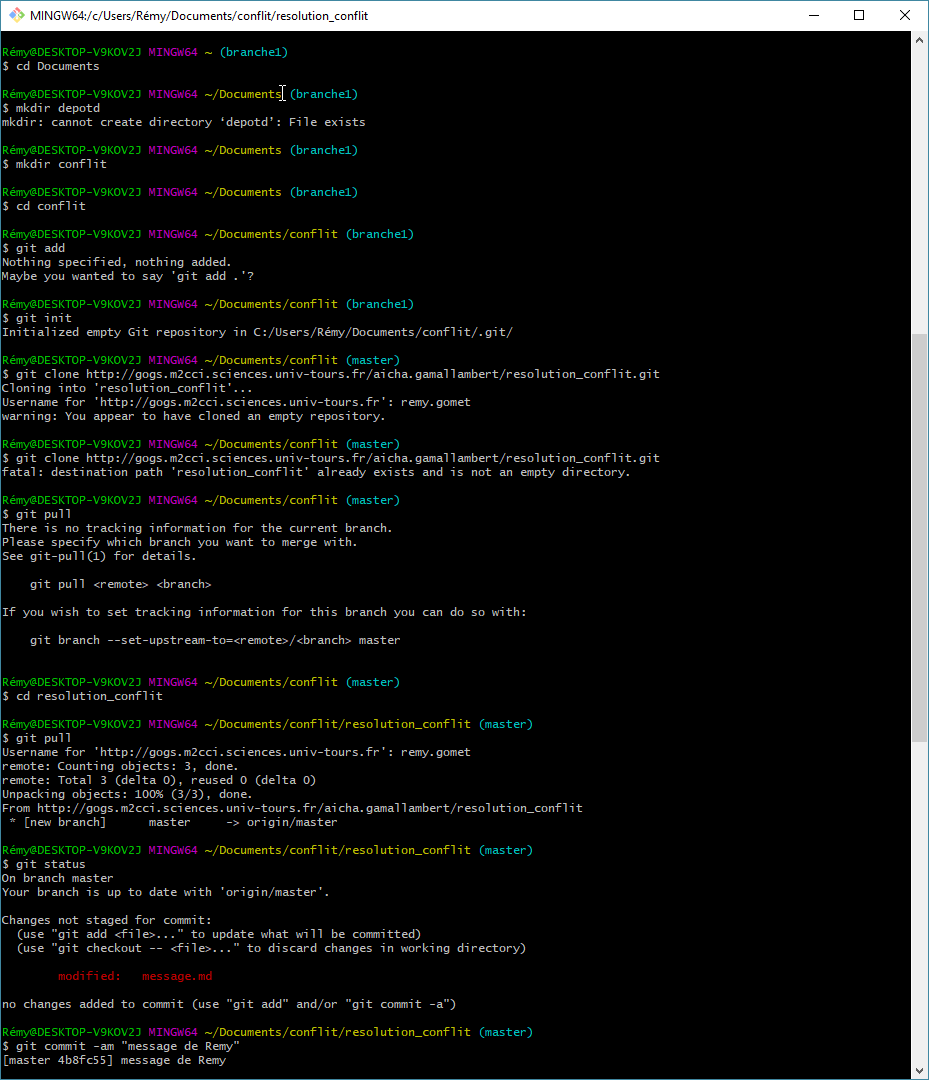 MINGW64:/c/Users/Rémy/Documents/conflit/resolution_conflit
Rémy@DESKTOP-V9KOV2J MINGW64 ~ (branche1)
$ cd Documents
Rémy@DESKTOP-V9KOV2J MINGW64 ~/Documents (branche1)
$ mkdir depotd
mkdir: cannot create directory ‘depotd’: File exists
Rémy@DESKTOP-V9KOV2J MINGW64 ~/Documents (branche1)
$ mkdir conflit
Rémy@DESKTOP-V9KOV2J MINGW64 ~/Documents (branche1)
$ cd conflit
Rémy@DESKTOP-V9KOV2J MINGW64 ~/Documents/conflit (branche1)
$ git add
Nothing specified, nothing added.
Maybe you wanted to say 'git add .'?
Rémy@DESKTOP-V9KOV2J MINGW64 ~/Documents/conflit (branche1)
$ git init
Initialized empty Git repository in C:/Users/Rémy/Documents/conflit/.git/
Rémy@DESKTOP-V9KOV2J MINGW64 ~/Documents/conflit (master)
$ git clone http://gogs.m2cci.sciences.univ-tours.fr/aicha.gamallambert/resolution_conflit.git
Cloning into 'resolution_conflit'...
Username for 'http://gogs.m2cci.sciences.univ-tours.fr': remy.gomet
warning: You appear to have cloned an empty repository.
Rémy@DESKTOP-V9KOV2J MINGW64 ~/Documents/conflit (master)
$ git clone http://gogs.m2cci.sciences.univ-tours.fr/aicha.gamallambert/resolution_conflit.git
fatal: destination path 'resolution_conflit' already exists and is not an empty directory.
Rémy@DESKTOP-V9KOV2J MINGW64 ~/Documents/conflit (master)
$ git pull
There is no tracking information for the current branch.
Please specify which branch you want to merge with.
See git-pull(1) for details.
git pull <remote> <branch>
If you wish to set tracking information for this branch you can do so with:
git branch --set-upstream-to=<remote>/<branch> master
Rémy@DESKTOP-V9KOV2J MINGW64 ~/Documents/conflit (master)
$ cd resolution_conflit
Rémy@DESKTOP-V9KOV2J MINGW64 ~/Documents/conflit/resolution_conflit (master)
$ git pull
Username for 'http://gogs.m2cci.sciences.univ-tours.fr': remy.gomet
remote: Counting objects: 3, done.
remote: Total 3 (delta 0), reused 0 (delta 0)
Unpacking objects: 100% (3/3), done.
From http://gogs.m2cci.sciences.univ-tours.fr/aicha.gamallambert/resolution_conflit
* [new branch] master -> origin/master
Rémy@DESKTOP-V9KOV2J MINGW64 ~/Documents/conflit/resolution_conflit (master)
$ git status
On branch master
Your branch is up to date with 'origin/master'.
Changes not staged for commit:
(use "git add <file>..." to update what will be committed)
(use "git checkout -- <file>..." to discard changes in working directory)
modified: message.md
no changes added to commit (use "git add" and/or "git commit -a")
Rémy@DESKTOP-V9KOV2J MINGW64 ~/Documents/conflit/resolution_conflit (master)
$ git commit -am "message de Remy"
[master 4b8fc55] message de Remy